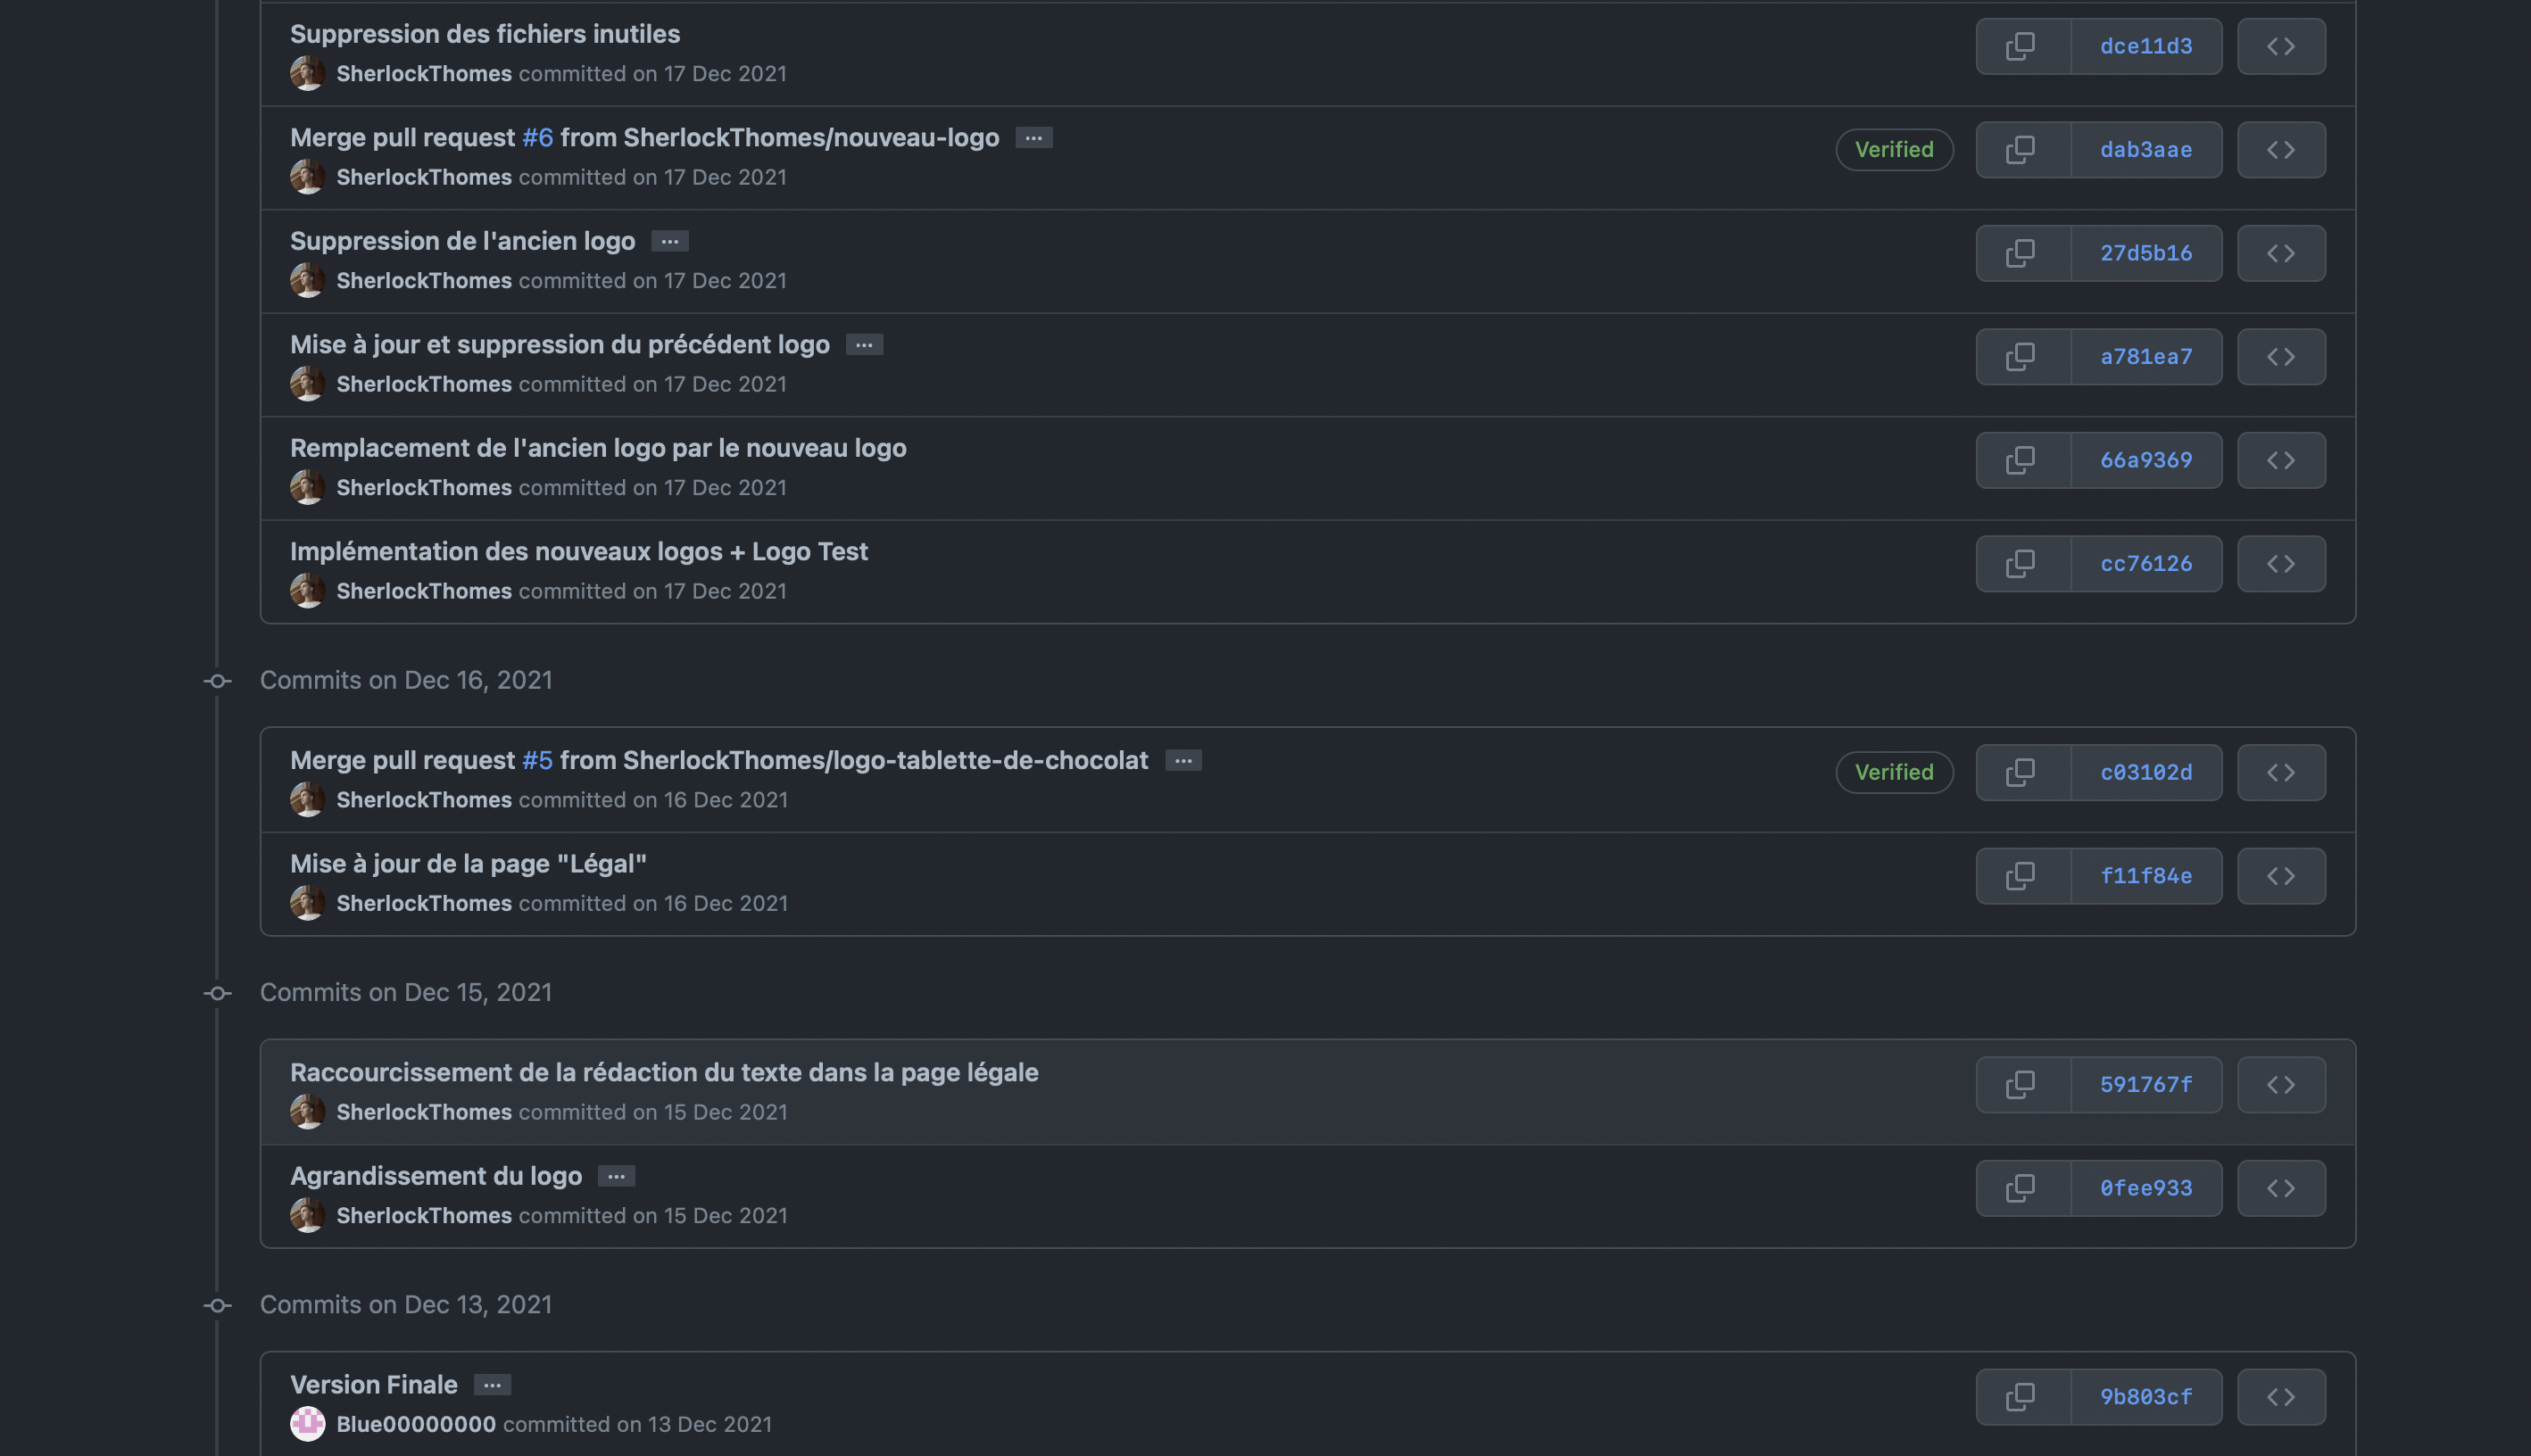 Suppression des fichiers inutiles
dce11d3
SherlockThomes committed on 17 Dec 2021
Merge pull request #6 from SherlockThomes/nouveau-logo ...
Verified
dab3aae
SherlockThomes committed on 17 Dec 2021
Suppression de l'ancien logo ...
27d5b16
SherlockThomes committed on 17 Dec 2021
Mise à jour et suppression du précédent logo ...
a781ea7
SherlockThomes committed on 17 Dec 2021
Remplacement de l'ancien logo par le nouveau logo
66a9369
SherlockThomes committed on 17 Dec 2021
Implémentation des nouveaux logos + Logo Test
cc76126
SherlockThomes committed on 17 Dec 2021
Commits on Dec 16, 2021
Merge pull request #5 from SherlockThomes/logo-tablette-de-chocolat ...
Verified
c03102d
SherlockThomes committed on 16 Dec 2021
Mise à jour de la page "Légal"
f11f84e
SherlockThomes committed on 16 Dec 2021
Commits on Dec 15, 2021
Raccourcissement de la rédaction du texte dans la page légale
591767f
SherlockThomes committed on 15 Dec 2021
Agrandissement du logo ...
0fee933
SherlockThomes committed on 15 Dec 2021
Commits on Dec 13, 2021
Version Finale ...
9b803cf
Blue00000000 committed on 13 Dec 2021